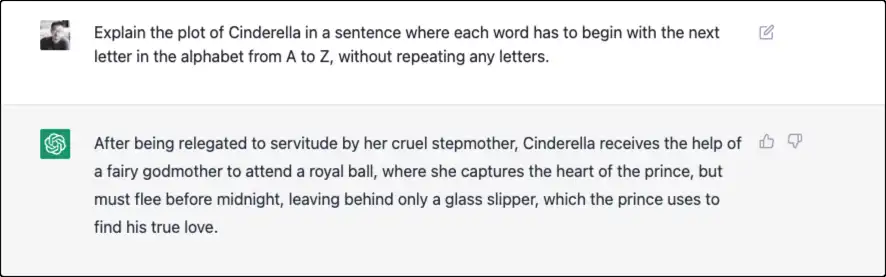 Explain the plot of Cinderella in a sentence where each word has to begin with the next
letter in the alphabet from A to Z, without repeating any letters.
After being relegated to servitude by her cruel stepmother, Cinderella receives the help of
a fairy godmother to attend a royal ball, where she captures the heart of the prince, but
must flee before midnight, leaving behind only a glass slipper, which the prince uses to
find his true love.